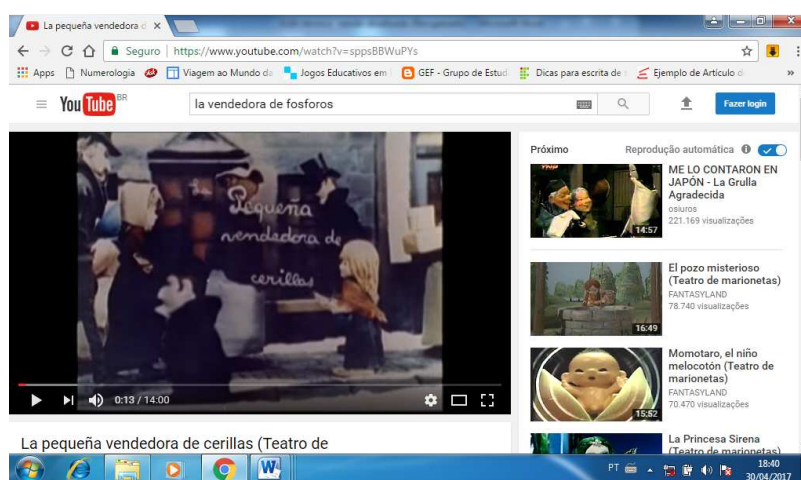 La pequeña vendedora d
Seguro
https://www.youtube.com/watch?v=sppsBBWuPYs
Apps
Numerologia
Viagem ao Mundo da
Jogos Educativos em
GEF - Grupo de Estud
Dicas para escrita de
Ejemplo de Artículo d
»
YouTube BR
la vendedora de fosforos
Fazer login
Pequeña
vendedora de
cerillas
0:13 / 14:00
La pequeña vendedora de cerillas (Teatro de
Próximo
Reprodução automática
ME LO CONTARON EN
JAPÓN - La Grulla
Agradecida
osiuros
221.169 visualizações
14:57
El pozo misterioso
(Teatro de marionetas)
FANTASYLAND
78.740 visualizações
16:49
Momotaro, el niño
melocotón (Teatro de
marionetas)
FANTASYLAND
70.470 visualizações
15:52
La Princesa Sirena
(Teatro de marionetas)
W
PT
18:40
30/04/2017